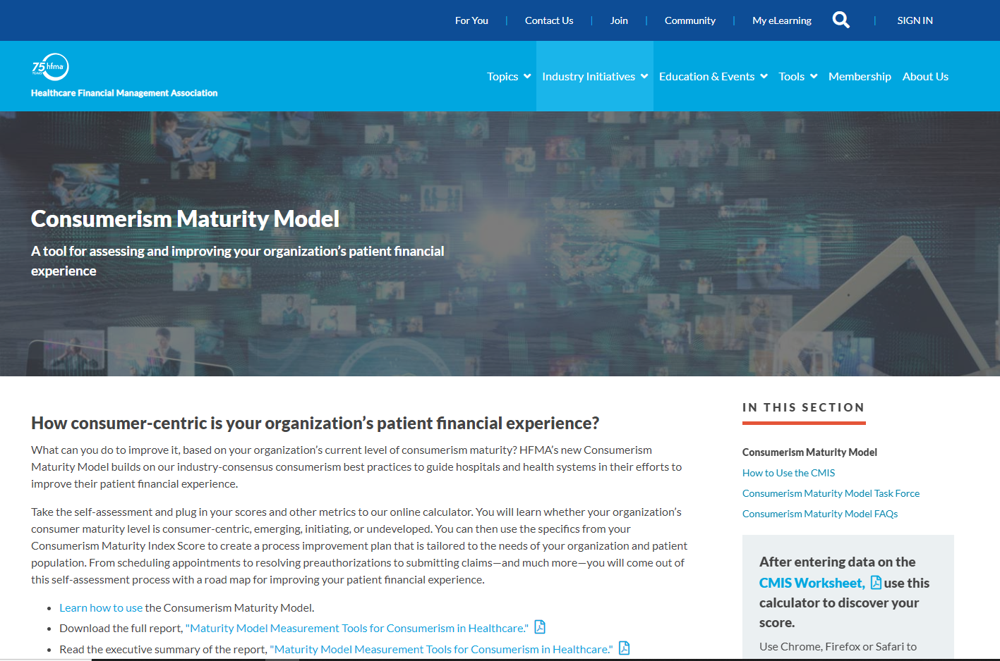 For You | Contact Us | Join | Community | My eLearning | SIGN IN
75 hfma
YEARS
Healthcare Financial Management Association
Topics Industry Initiatives Education & Events Tools Membership About Us
Consumerism Maturity Model
A tool for assessing and improving your organization’s patient financial
experience
How consumer-centric is your organization’s patient financial experience?
What can you do to improve it, based on your organization’s current level of consumerism maturity? HFMA’s new Consumerism
Maturity Model builds on our industry-consensus consumerism best practices to guide hospitals and health systems in their efforts to
improve their patient financial experience.
Take the self-assessment and plug in your scores and other metrics to our online calculator. You will learn whether your organization’s
consumer maturity level is consumer-centric, emerging, initiating, or undeveloped. You can then use the specifics from your
Consumerism Maturity Index Score to create a process improvement plan that is tailored to the needs of your organization and patient
population. From scheduling appointments to resolving preauthorizations to submitting claims—and much more—you will come out of
this self-assessment process with a road map for improving your patient financial experience.
• Learn how to use the Consumerism Maturity Model.
• Download the full report, "Maturity Model Measurement Tools for Consumerism in Healthcare."
• Read the executive summary of the report, "Maturity Model Measurement Tools for Consumerism in Healthcare."
IN THIS SECTION
Consumerism Maturity Model
How to Use the CMIS
Consumerism Maturity Model Task Force
Consumerism Maturity Model FAQs
After entering data on the
CMIS Worksheet, use this
calculator to discover your
score.
Use Chrome, Firefox or Safari to